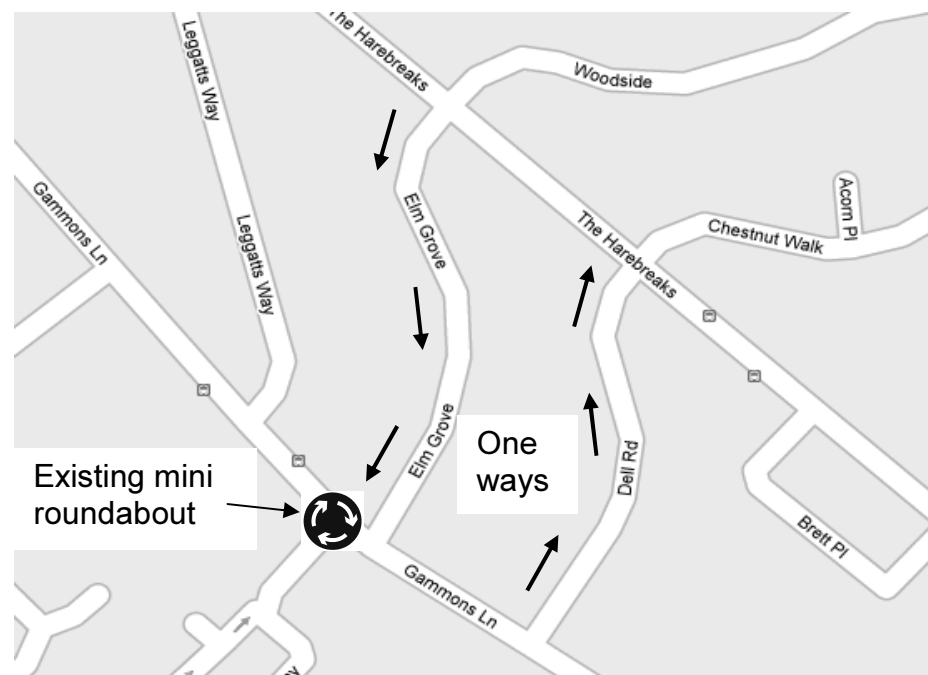 The Harebreaks
Leggatts Way
Woodside
Gammons Ln
Leggatts Way
Elm Grove
The Harebreaks
Chestnut Walk
Acorn Pl
Elm Grove
One
ways
Dell Rd
Existing mini
roundabout
Brett Pl
Gammons Ln